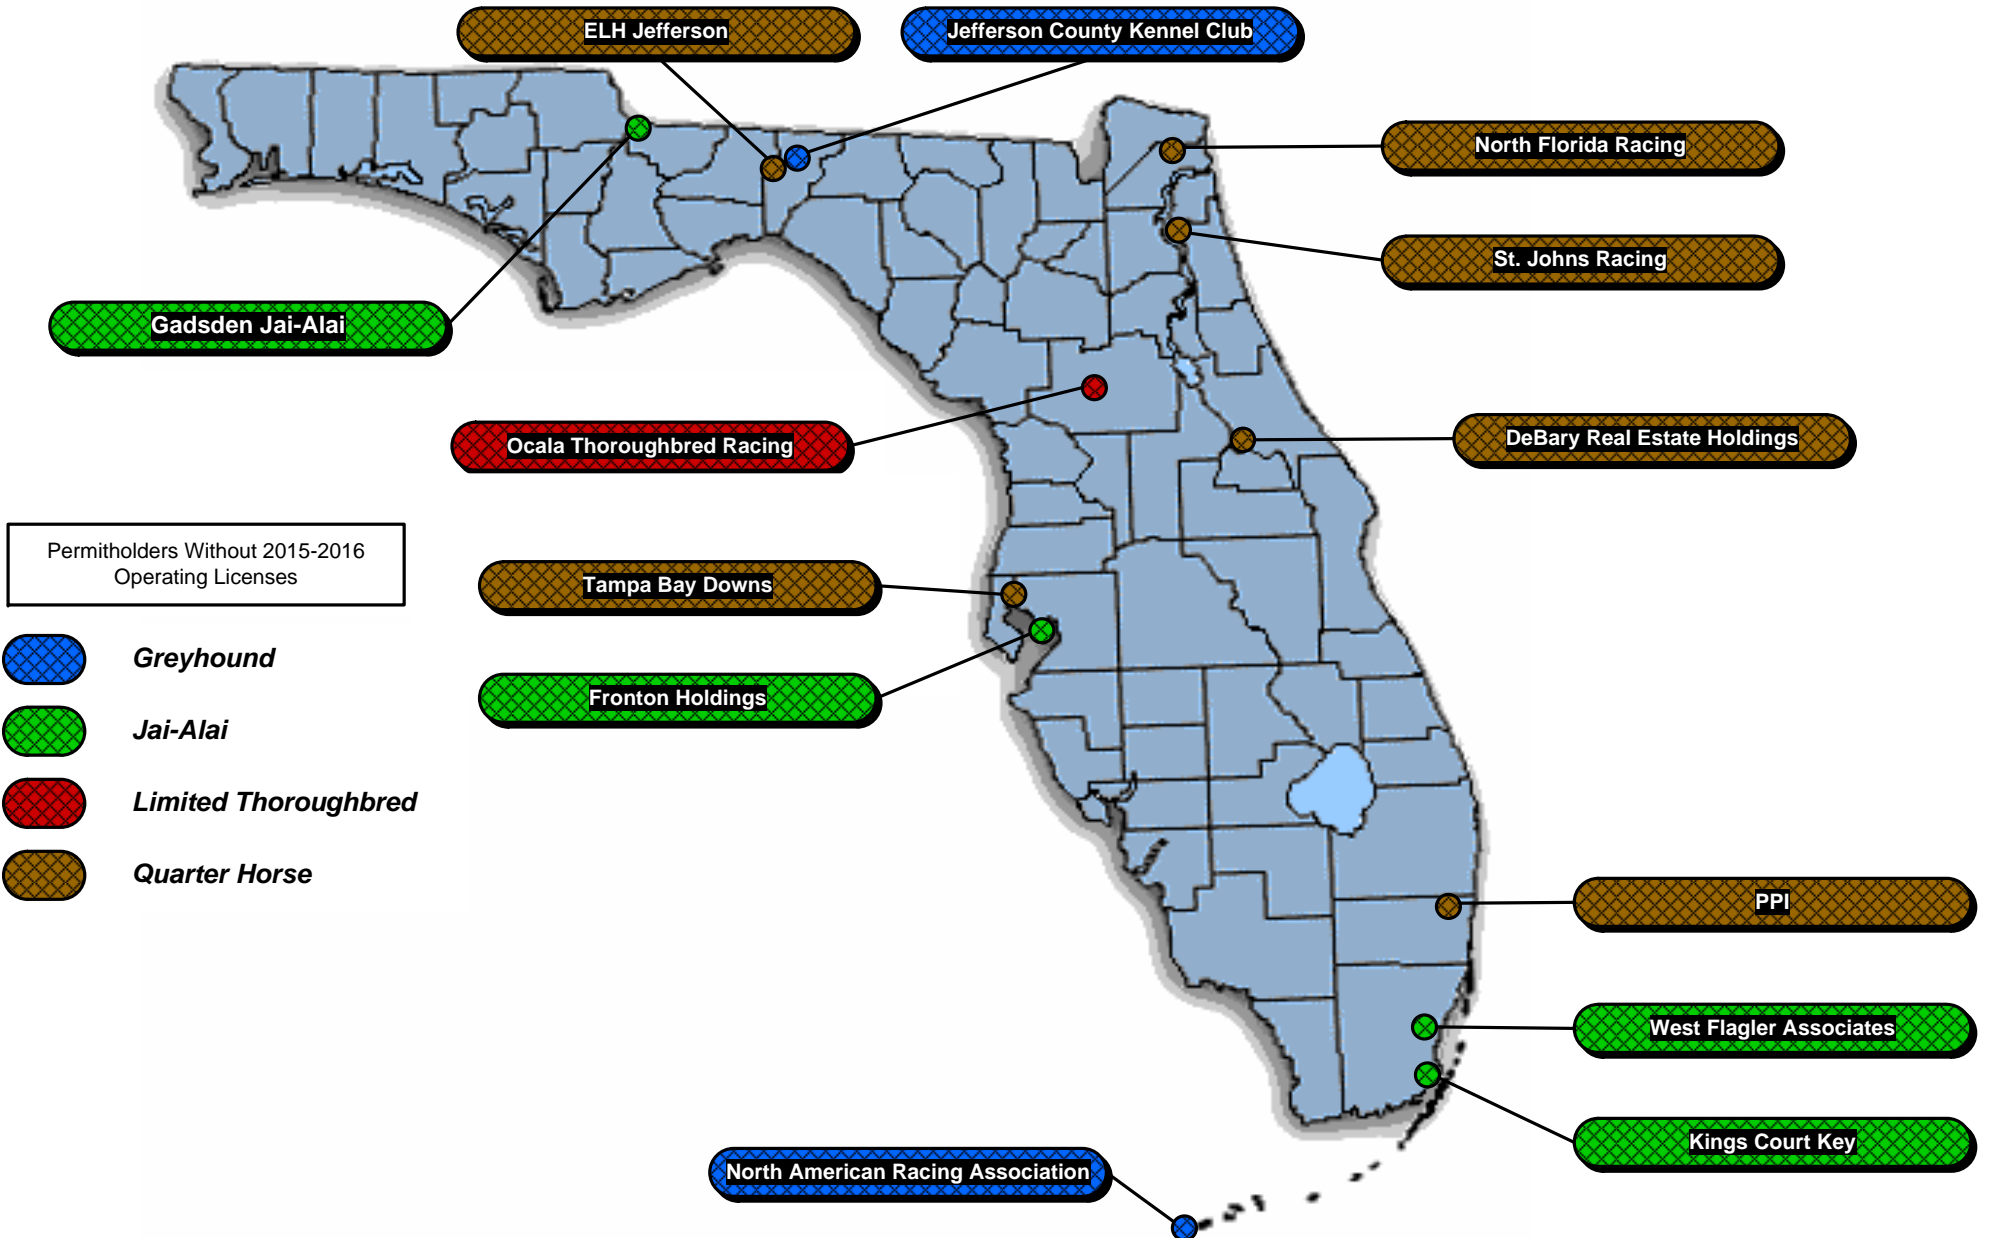 ELH Jefferson
Jefferson County Kennel Club
North Florida Racing
St. Johns Racing
Gadsden Jai-Alai
Ocala Thoroughbred Racing
DeBary Real Estate Holdings
Permitholders Without 2015-2016
Operating Licenses
Tampa Bay Downs
Greyhound
Fronton Holdings
Jai-Alai
Limited Thoroughbred
Quarter Horse
PPI
West Flagler Associates
Kings Court Key
North American Racing Association